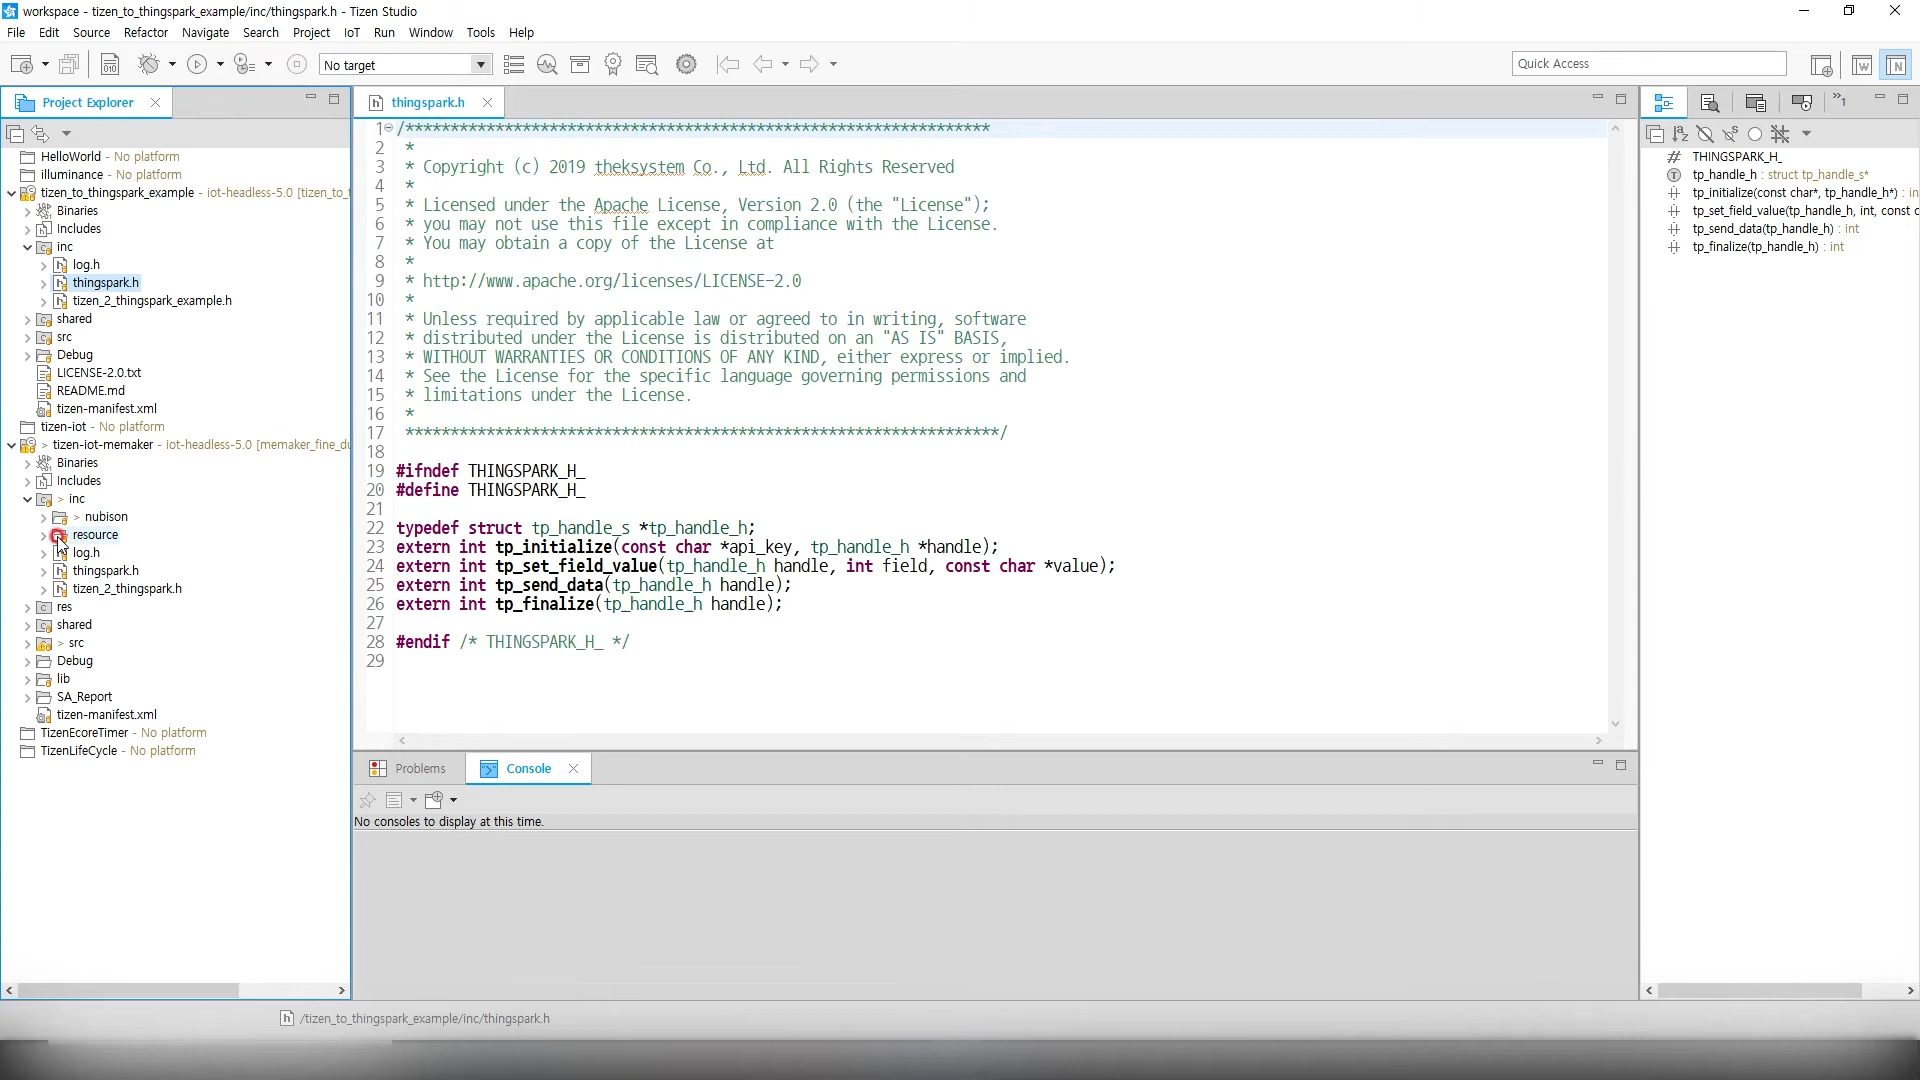 workspace - tizen_to_thingspark_example/inc/thingspark.h - Tizen Studio
File Edit Source Refactor Navigate Search Project IoT Run Window Tools Help
No target
Quick Access
Project Explorer
HelloWorld - No platform
illuminance - No platform
tizen_to_thingspark_example - iot-headless-5.0 [tizen_to_t
Binaries
Includes
inc
log.h
thingspark.h
tizen_2_thingspark_example.h
shared
src
Debug
LICENSE-2.0.txt
README.md
tizen-manifest.xml
tizen-iot - No platform
> tizen-iot-memaker - iot-headless-5.0 [memaker_fine_du
Binaries
Includes
> inc
> nubison
resource
log.h
thingspark.h
tizen_2_thingspark.h
res
shared
> src
Debug
lib
SA_Report
tizen-manifest.xml
TizenEcoreTimer - No platform
TizenLifeCycle - No platform
thingspark.h
1 /*****************************************************************
2 *
3 * Copyright (c) 2019 theksystem Co., Ltd. All Rights Reserved
4 *
5 * Licensed under the Apache License, Version 2.0 (the "License");
6 * you may not use this file except in compliance with the License.
7 * You may obtain a copy of the License at
8 *
9 * http://www.apache.org/licenses/LICENSE-2.0
10 *
11 * Unless required by applicable law or agreed to in writing, software
12 * distributed under the License is distributed on an "AS IS" BASIS,
13 * WITHOUT WARRANTIES OR CONDITIONS OF ANY KIND, either express or implied.
14 * See the License for the specific language governing permissions and
15 * limitations under the License.
16 *
17 ******************************************************************/
18
19 #ifndef THINGSPARK_H_
20 #define THINGSPARK_H_
21
22 typedef struct tp_handle_s *tp_handle_h;
23 extern int tp_initialize(const char *api_key, tp_handle_h *handle);
24 extern int tp_set_field_value(tp_handle_h handle, int field, const char *value);
25 extern int tp_send_data(tp_handle_h handle);
26 extern int tp_finalize(tp_handle_h handle);
27
28 #endif /* THINGSPARK_H_ */
29
Problems
Console
No consoles to display at this time.
THINGSPARK_H_
tp_handle_h : struct tp_handle_s*
tp_initialize(const char*, tp_handle_h*) : in
tp_set_field_value(tp_handle_h, int, const c
tp_send_data(tp_handle_h) : int
tp_finalize(tp_handle_h) : int
/tizen_to_thingspark_example/inc/thingspark.h